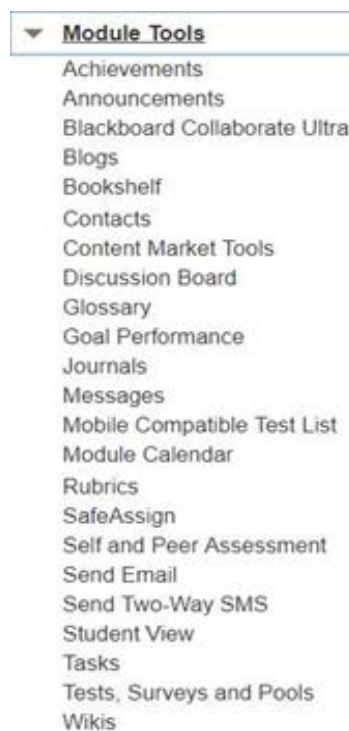 Module Tools
Achievements
Announcements
Blackboard Collaborate Ultra
Blogs
Bookshelf
Contacts
Content Market Tools
Discussion Board
Glossary
Goal Performance
Journals
Messages
Mobile Compatible Test List
Module Calendar
Rubrics
SafeAssign
Self and Peer Assessment
Send Email
Send Two-Way SMS
Student View
Tasks
Tests, Surveys and Pools
Wikis